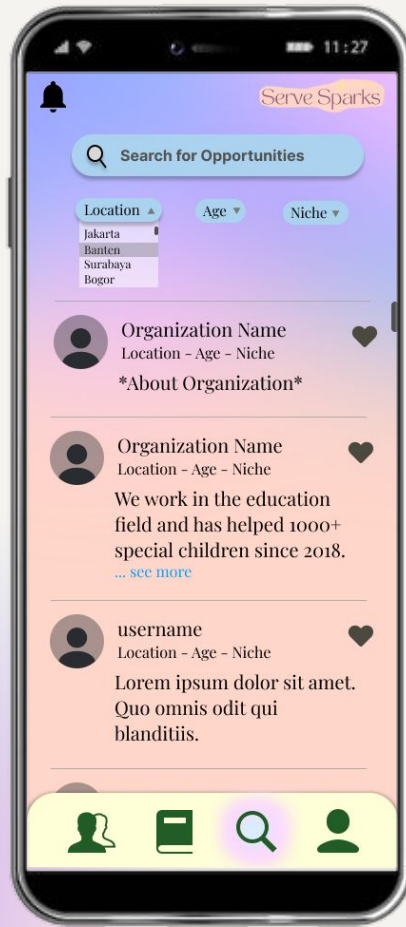 11:27
Serve Sparks
Search for Opportunities
Location ▲
Age ▼
Niche ▼
Jakarta
Banten
Surabaya
Bogor
Organization Name
Location - Age - Niche
*About Organization*
Organization Name
Location - Age - Niche
We work in the education
field and has helped 1000+
special children since 2018.
... see more
username
Location - Age - Niche
Lorem ipsum dolor sit amet.
Quo omnis odit qui
blanditiis.